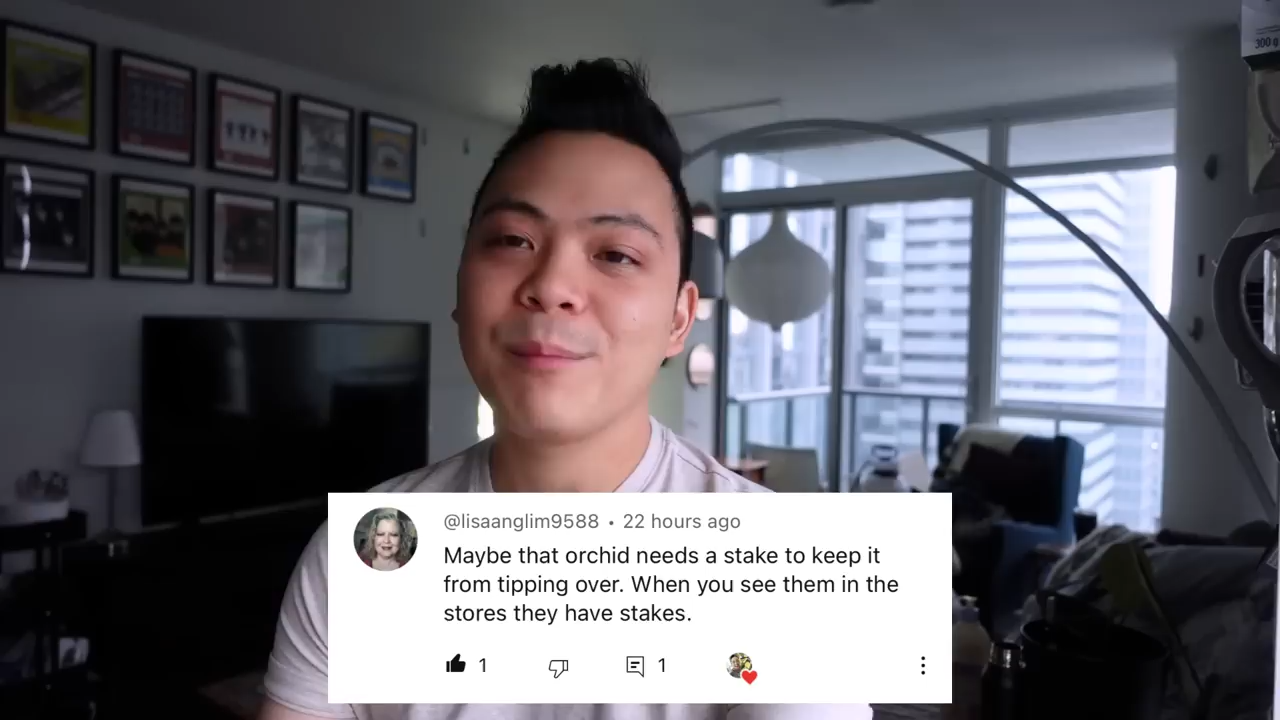 300 g
@lisaanglim9588 • 22 hours ago
Maybe that orchid needs a stake to keep it
from tipping over. When you see them in the
stores they have stakes.
1
1